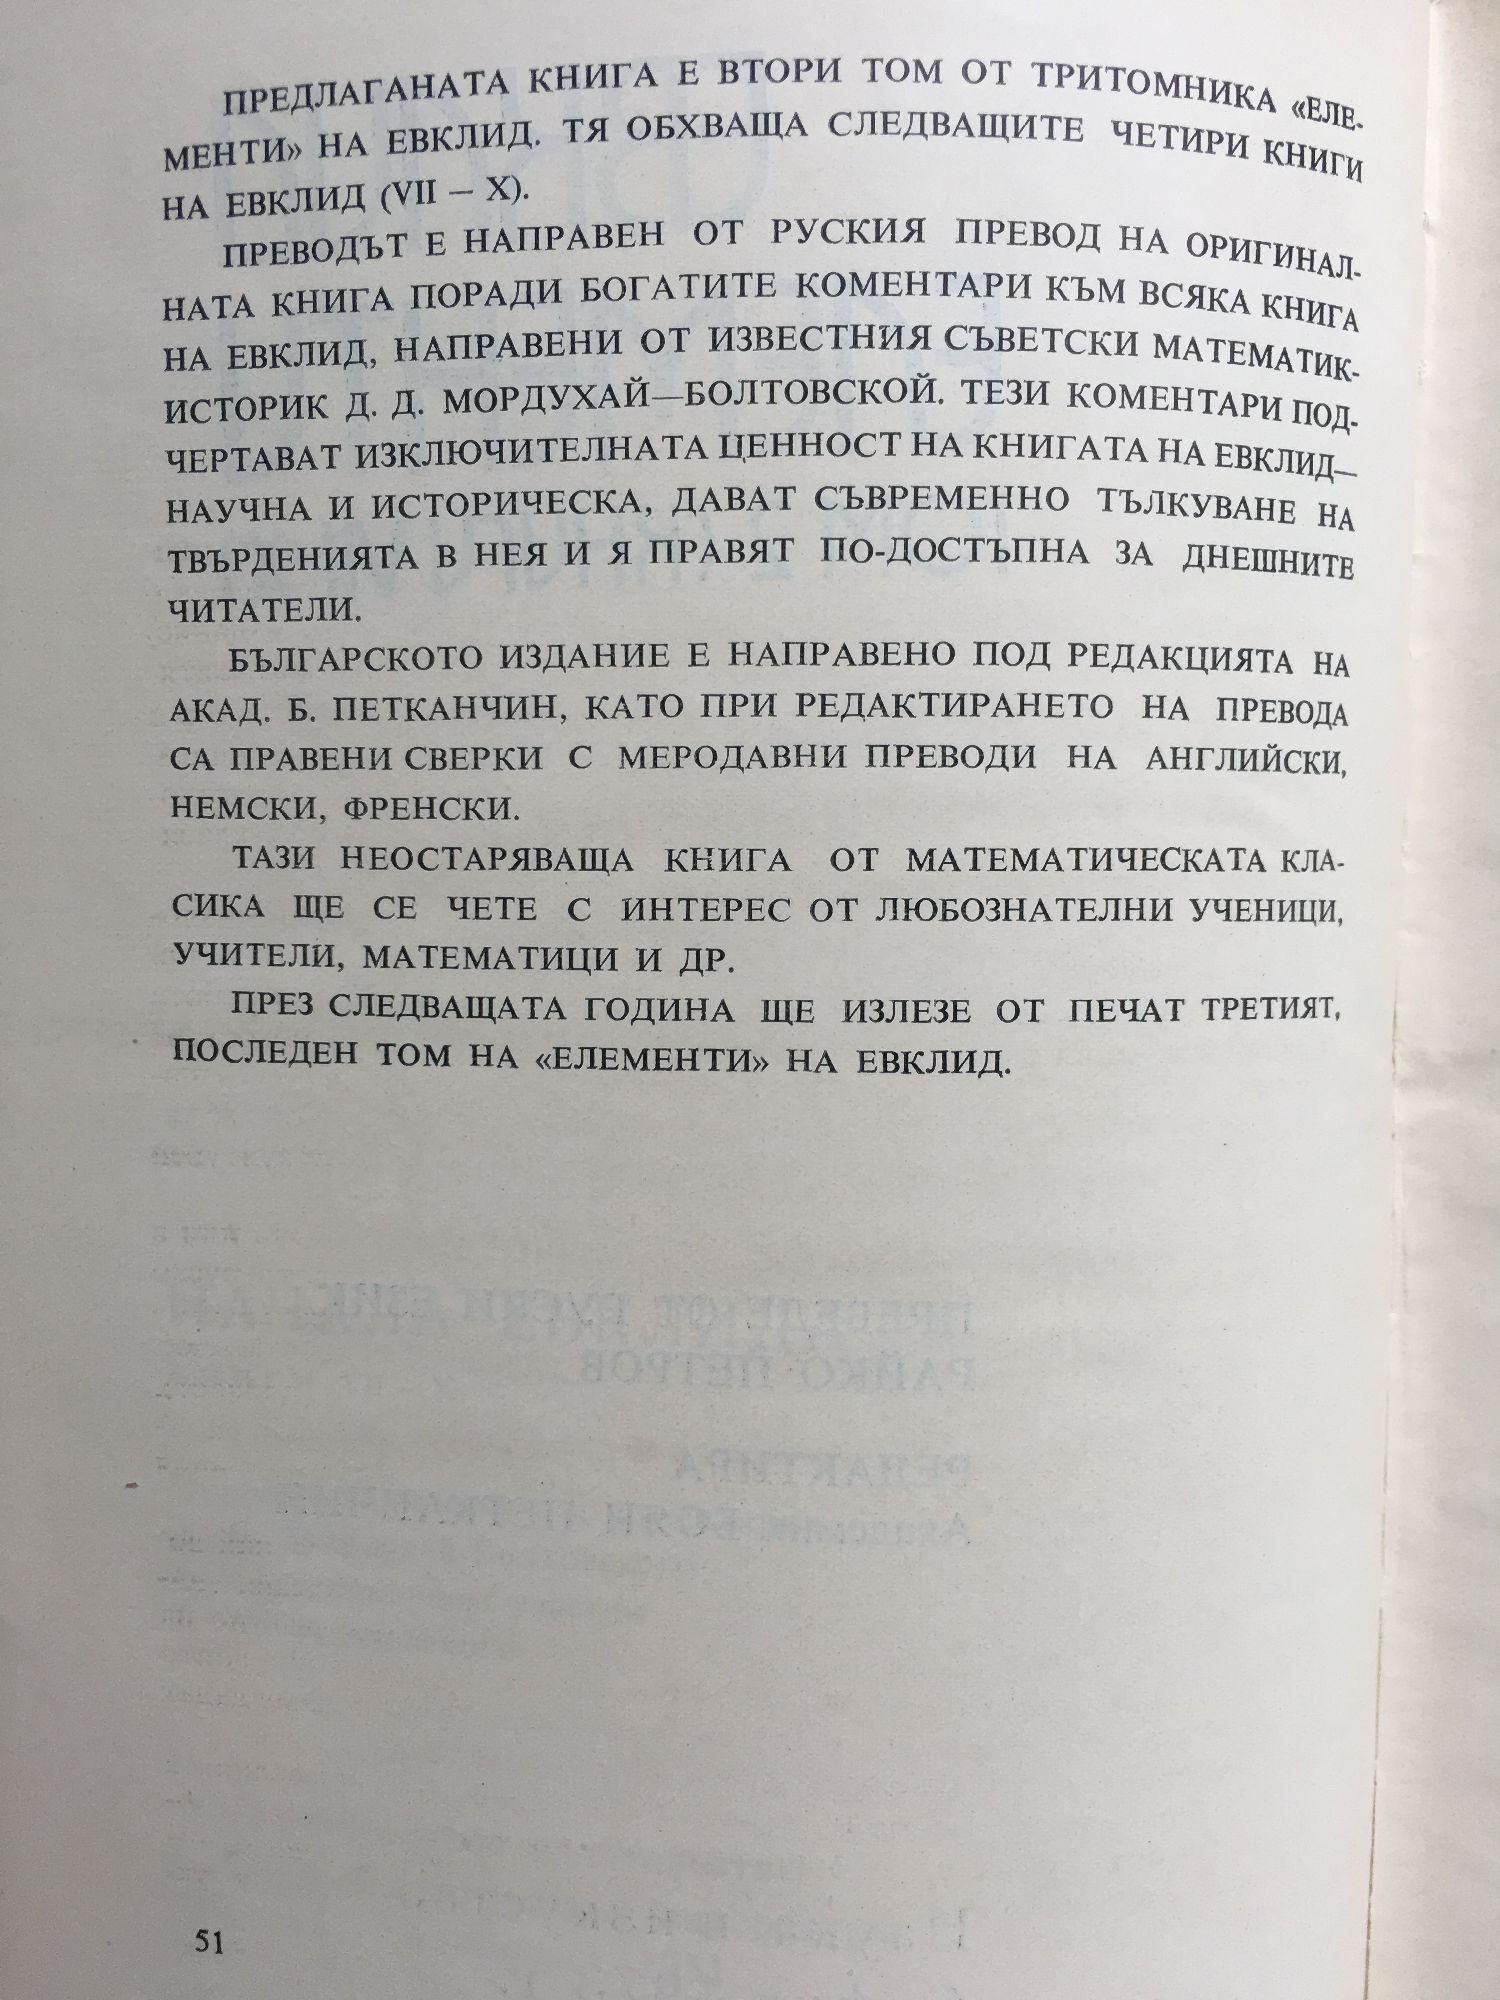 ПРЕДЛАГАНАТА КНИГА Е ВТОРИ ТОМ ОТ ТРИТОМНИКА «ЕЛЕ-
МЕНТИ» НА ЕВКЛИД. ТЯ ОБХВАЩА СЛЕДВАЩИТЕ ЧЕТИРИ КНИГИ
НА ЕВКЛИД (VII — X).
ПРЕВОДЪТ Е НАПРАВЕН ОТ РУСКИЯ ПРЕВОД НА ОРИГИНАЛ-
НАТА КНИГА ПОРАДИ БОГАТИТЕ КОМЕНТАРИ КЪМ ВСЯКА КНИГА
НА ЕВКЛИД, НАПРАВЕНИ ОТ ИЗВЕСТНИЯ СЪВЕТСКИ МАТЕМАТИК-
ИСТОРИК Д. Д. МОРДУХАЙ—БОЛТОВСКОЙ. ТЕЗИ КОМЕНТАРИ ПОД-
ЧЕРТАВАТ ИЗКЛЮЧИТЕЛНАТА ЦЕННОСТ НА КНИГАТА НА ЕВКЛИД—
НАУЧНА И ИСТОРИЧЕСКА, ДАВАТ СЪВРЕМЕННО ТЪЛКУВАНЕ НА
ТВЪРДЕНИЯТА В НЕЯ И Я ПРАВЯТ ПО-ДОСТЪПНА ЗА ДНЕШНИТЕ
ЧИТАТЕЛИ.
БЪЛГАРСКОТО ИЗДАНИЕ Е НАПРАВЕНО ПОД РЕДАКЦИЯТА НА
АКАД. Б. ПЕТКАНЧИН, КАТО ПРИ РЕДАКТИРАНЕТО НА ПРЕВОДА
СА ПРАВЕНИ СВЕРКИ С МЕРОДАВНИ ПРЕВОДИ НА АНГЛИЙСКИ,
НЕМСКИ, ФРЕНСКИ.
ТАЗИ НЕОСТАРЯВАЩА КНИГА ОТ МАТЕМАТИЧЕСКАТА КЛА-
СИКА ЩЕ СЕ ЧЕТЕ С ИНТЕРЕС ОТ ЛЮБОЗНАТЕЛНИ УЧЕНИЦИ,
УЧИТЕЛИ, МАТЕМАТИЦИ И ДР.
ПРЕЗ СЛЕДВАЩАТА ГОДИНА ЩЕ ИЗЛЕЗЕ ОТ ПЕЧАТ ТРЕТИЯТ,
ПОСЛЕДЕН ТОМ НА «ЕЛЕМЕНТИ» НА ЕВКЛИД.
51